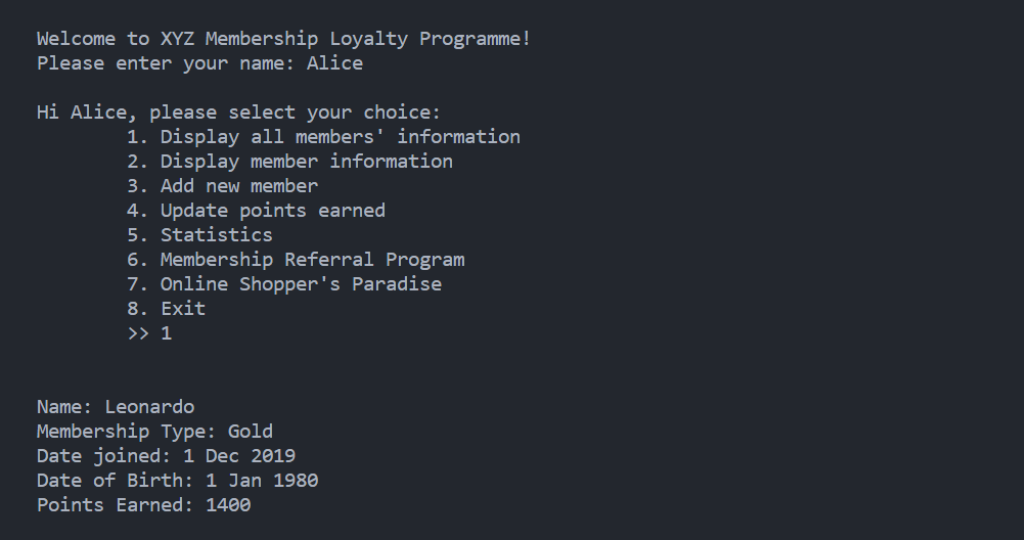 Welcome to XYZ Membership Loyalty Programme!
Please enter your name: Alice
Hi Alice, please select your choice:
1. Display all members' information
2. Display member information
3. Add new member
4. Update points earned
5. Statistics
6. Membership Referral Program
7. Online Shopper's Paradise
8. Exit
>> 1
Name: Leonardo
Membership Type: Gold
Date joined: 1 Dec 2019
Date of Birth: 1 Jan 1980
Points Earned: 1400